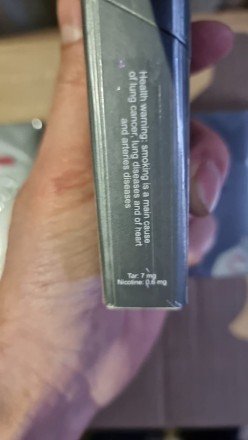 Health warning: smoking is a main cause
of lung cancer, lung diseases and of heart
and arteries diseases
Tar: 7 mg
Nicotine: 0.6 mg